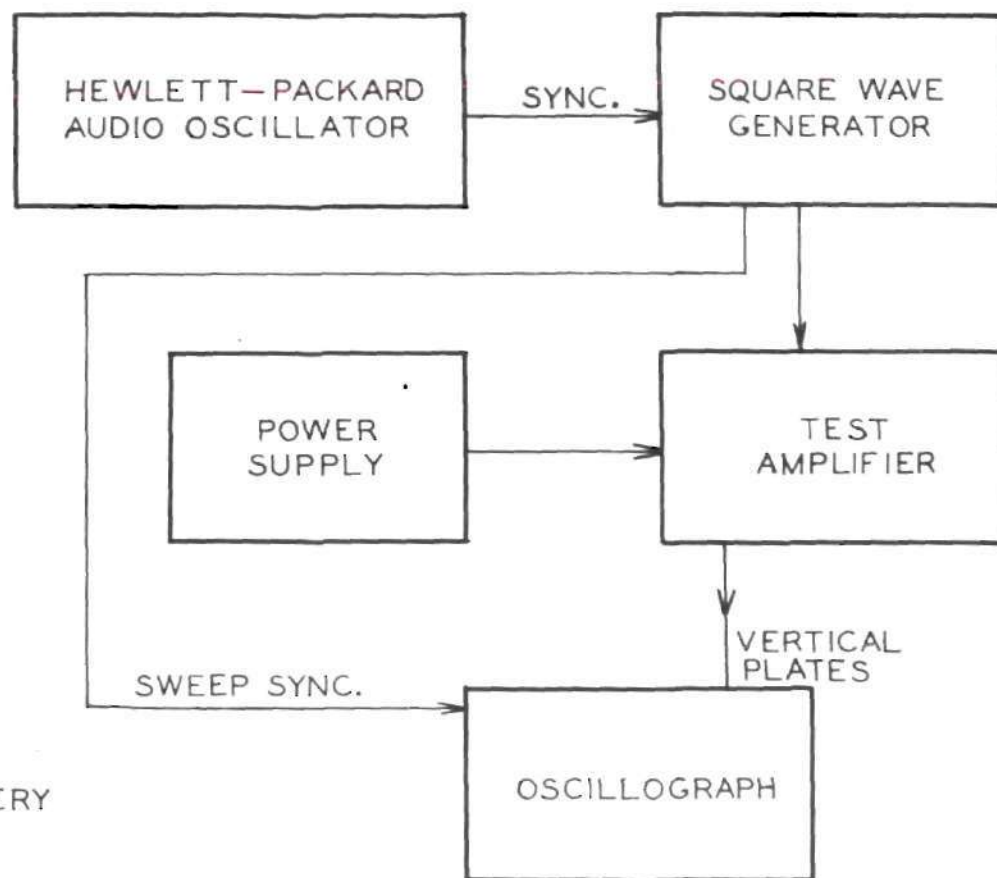 HEWLETT-PACKARD
AUDIO OSCILLATOR
SYNC.
SQUARE WAVE
GENERATOR
POWER
SUPPLY
TEST
AMPLIFIER
VERTICAL
PLATES
SWEEP SYNC.
OSCILLOGRAPH